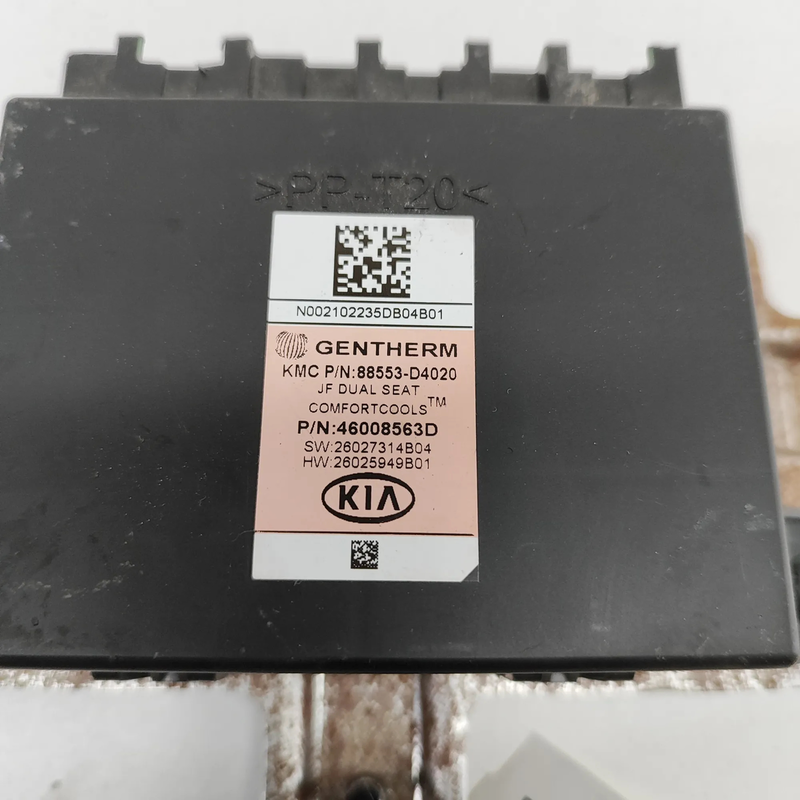 >PP-T20<
N002102235DB04B01
GENTHERM
KMC P/N:88553-D4020
JF DUAL SEAT
COMFORTCOOLS™
P/N:46008563D
SW:26027314B04
HW:26025949B01
KIA